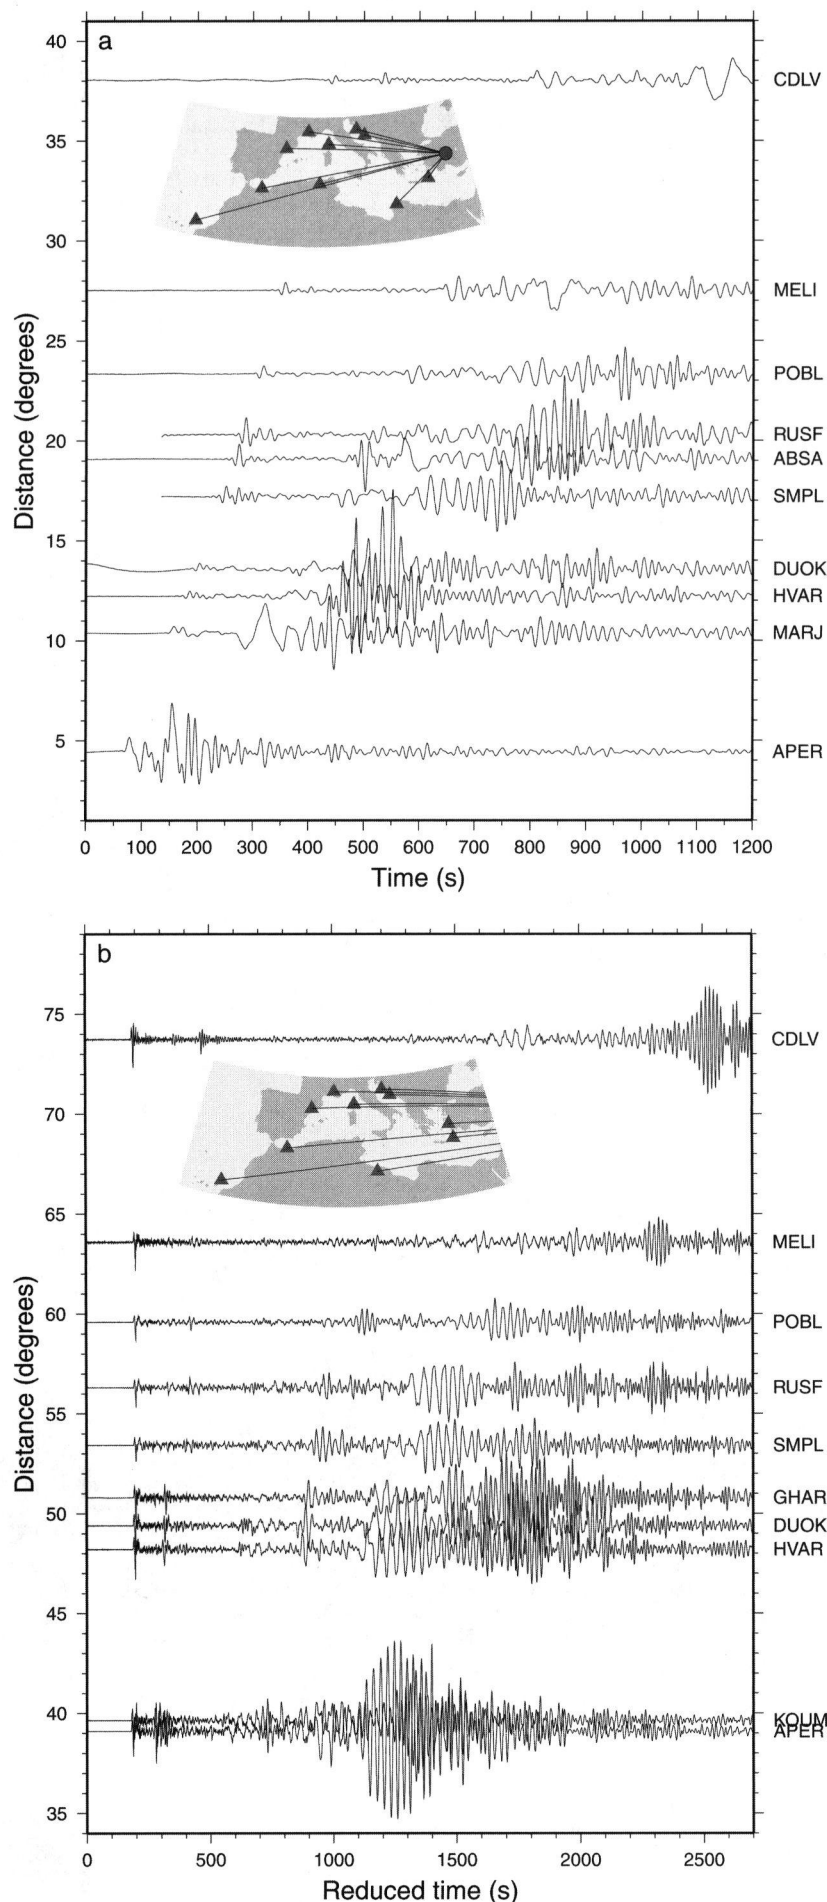 a
40
CDLV
35
30
MELI
25
POBL
RUSF
20
ABSA
SMPL
15
DUOK
HVAR
10
MARJ
5
APER
Distance (degrees)
0 100 200 300 400 500 600 700 800 900 1000 1100 1200
Time (s)
b
75
CDLV
70
65
MELI
60
POBL
RUSF
55
SMPL
GHAR
50
DUOK
HVAR
45
40
KOUM
APER
35
Distance (degrees)
0 500 1000 1500 2000 2500
Reduced time (s)